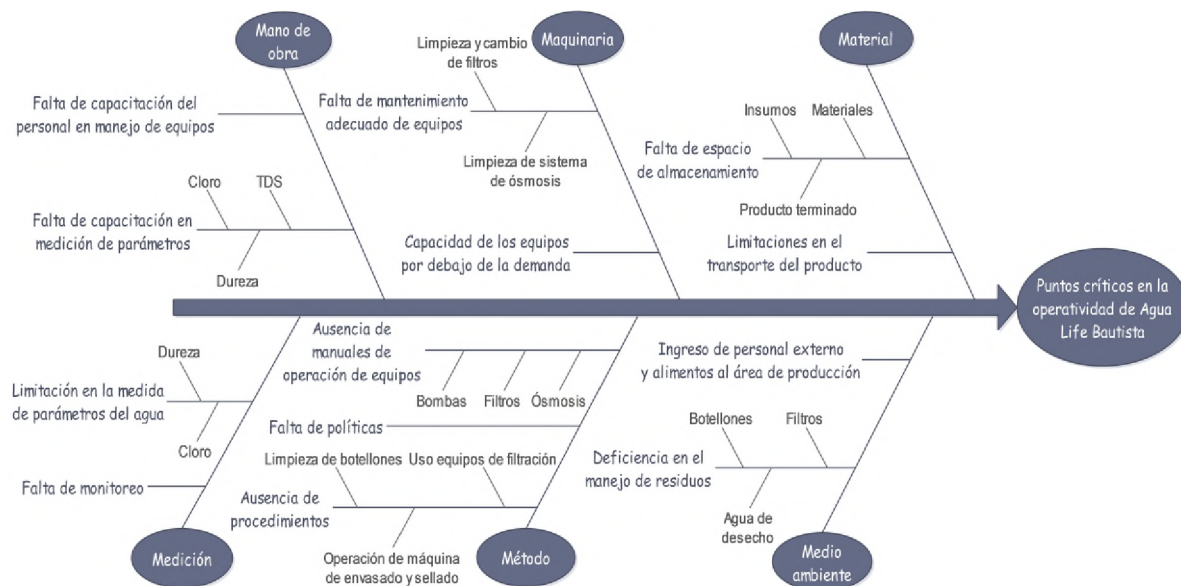 Mano de
obra
Maquinaria
Material
Falta de capacitación del
personal en manejo de equipos
Cloro
TDS
Falta de capacitación en
medición de parámetros
Dureza
Limpieza y cambio
de filtros
Falta de mantenimiento
adecuado de equipos
Limpieza de sistema
de ósmosis
Capacidad de los equipos
por debajo de la demanda
Insumos
Materiales
Falta de espacio
de almacenamiento
Producto terminado
Limitaciones en el
transporte del producto
Puntos críticos en la
operatividad de Agua
Life Bautista
Dureza
Limitación en la medida
de parámetros del agua
Cloro
Falta de monitoreo
Medición
Ausencia de
manuales de
operación de equipos
Bombas
Filtros
Ósmosis
Falta de políticas
Limpieza de botellones
Uso equipos de filtración
Ausencia de
procedimientos
Operación de máquina
de envasado y sellado
Método
Ingreso de personal externo
y alimentos al área de producción
Botellones
Filtros
Deficiencia en el
manejo de residuos
Agua de
desecho
Medio
ambiente